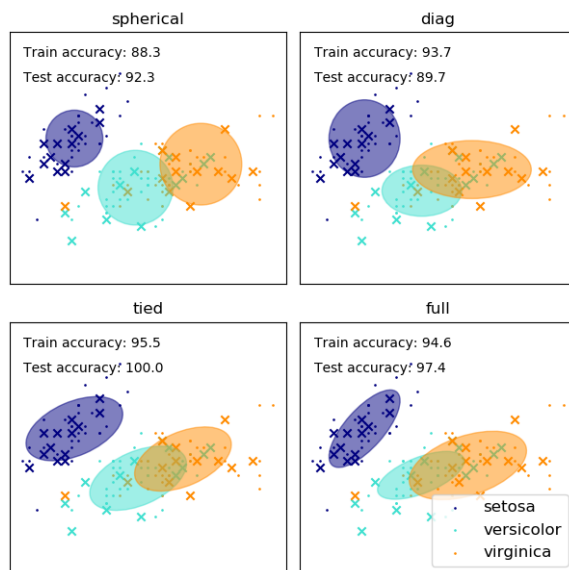 spherical
Train accuracy: 88.3
Test accuracy: 92.3
diag
Train accuracy: 93.7
Test accuracy: 89.7
tied
Train accuracy: 95.5
Test accuracy: 100.0
full
Train accuracy: 94.6
Test accuracy: 97.4
setosa
versicolor
virginica